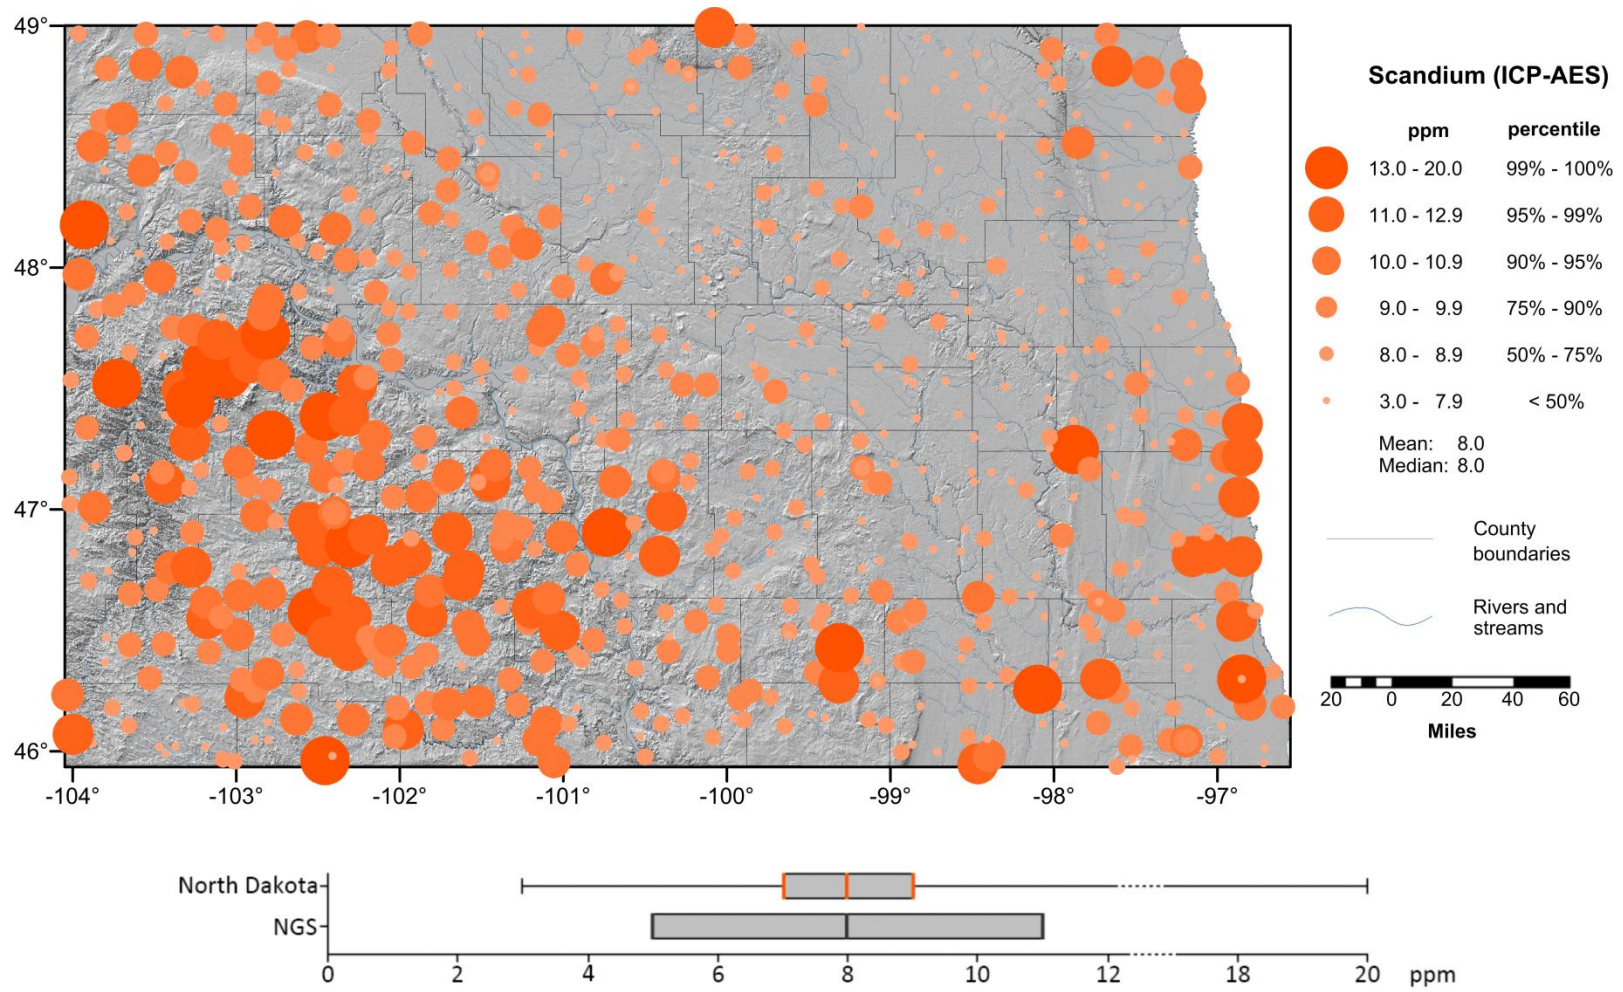 49°
48°
47°
46°
-104°
-103°
-102°
-101°
-100°
-99°
-98°
-97°
Scandium (ICP-AES)
ppm percentile
13.0 - 20.0 99% - 100%
11.0 - 12.9 95% - 99%
10.0 - 10.9 90% - 95%
9.0 - 9.9 75% - 90%
8.0 - 8.9 50% - 75%
3.0 - 7.9 < 50%
Mean: 8.0
Median: 8.0
County
boundaries
Rivers and
streams
20 0 20 40 60
Miles
North Dakota
NGS
0 2 4 6 8 10 12 18 20 ppm